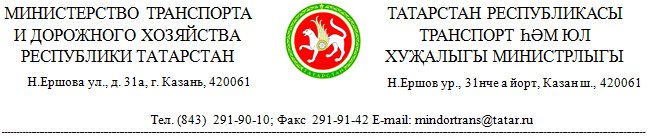 МИНИСТЕРСТВО ТРАНСПОРТА
И ДОРОЖНОГО ХОЗЯЙСТВА
РЕСПУБЛИКИ ТАТАРСТАН
Н.Ершова ул., д. 31а, г. Казань, 420061
ТАТАРСТАН
ТАТАРСТАН РЕСПУБЛИКАСЫ
ТРАНСПОРТ ҺӘМ ЮЛ
ХУҖАЛЫГЫ МИНИСТРЛЫГЫ
Н.Ершов ур., 31нче а йорт, Казан ш., 420061
Тел. (843) 291-90-10; Факс 291-91-42 E-mail: mindortrans@tatar.ru